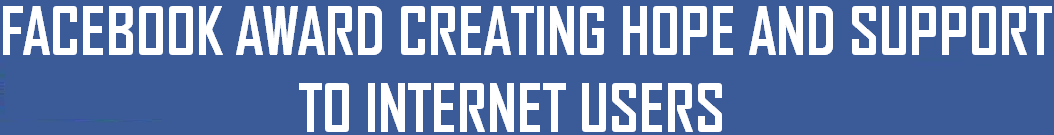 FACEBOOK AWARD CREATING HOPE AND SUPPORT
TO INTERNET USERS